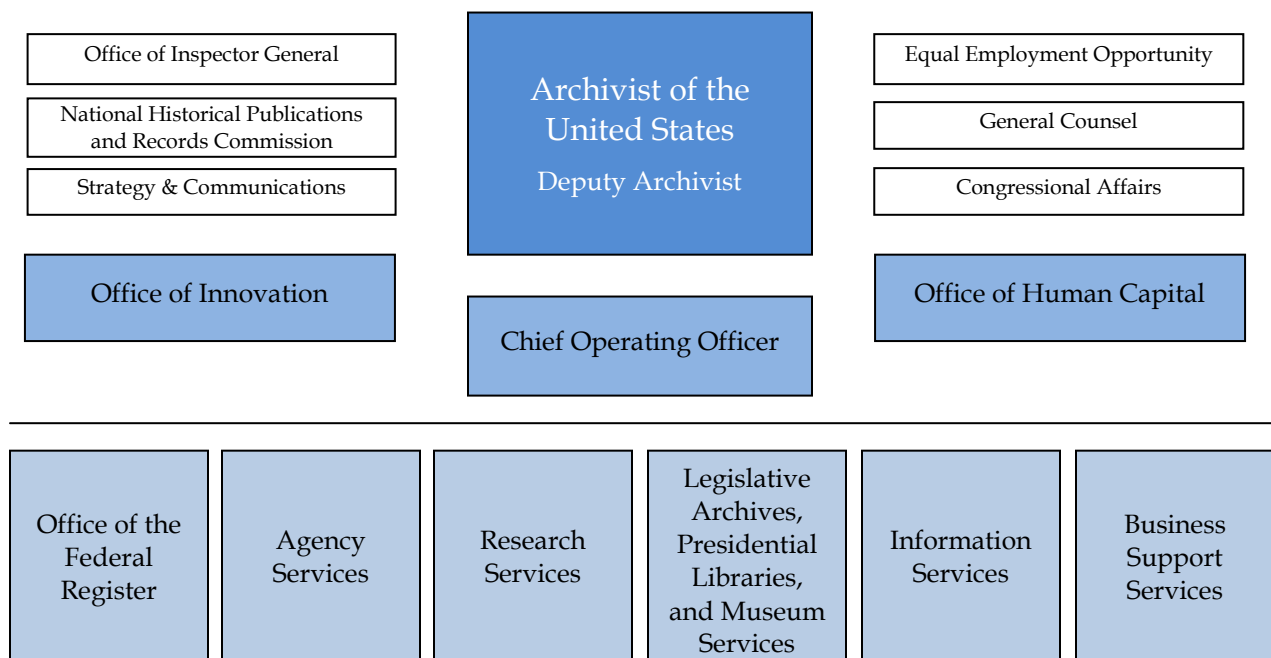 Office of Inspector General
National Historical Publications
and Records Commission
Strategy & Communications
Office of Innovation
Archivist of the
United States
Deputy Archivist
Chief Operating Officer
Equal Employment Opportunity
General Counsel
Congressional Affairs
Office of Human Capital
Office of the
Federal
Register
Agency
Services
Research
Services
Legislative
Archives,
Presidential
Libraries,
and Museum
Services
Information
Services
Business
Support
Services